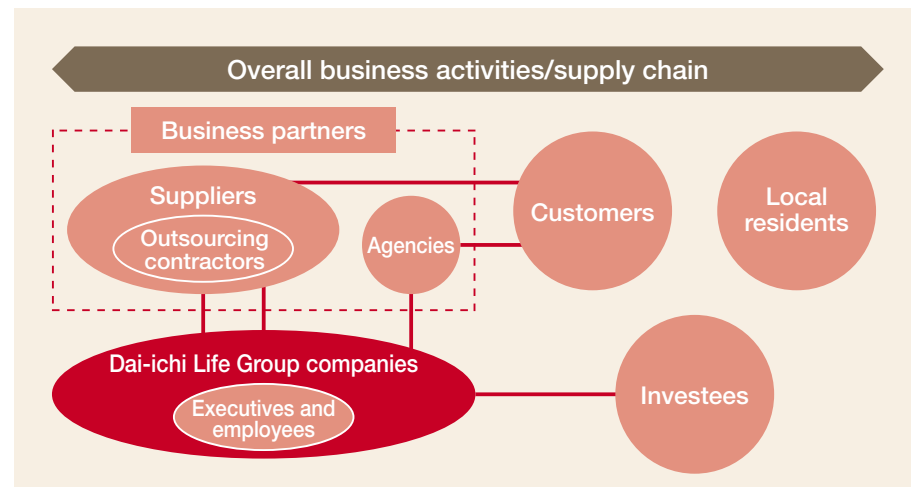 Overall business activities/supply chain
Business partners
Suppliers
Outsourcing
contractors
Agencies
Customers
Local
residents
Dai-ichi Life Group companies
Executives and
employees
Investees